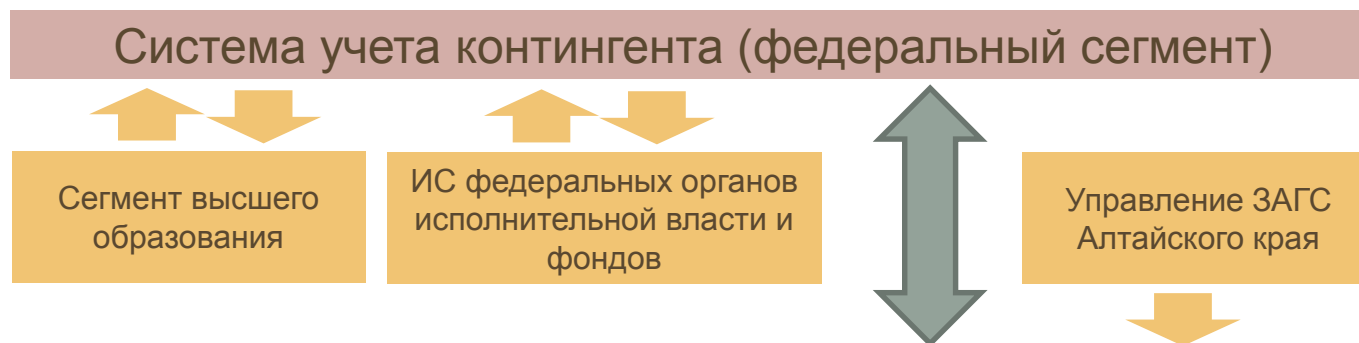 Система учета контингента (федеральный сегмент)
Сегмент высшего
образования
ИС федеральных органов
исполнительной власти и
фондов
Управление ЗАГС
Алтайского края